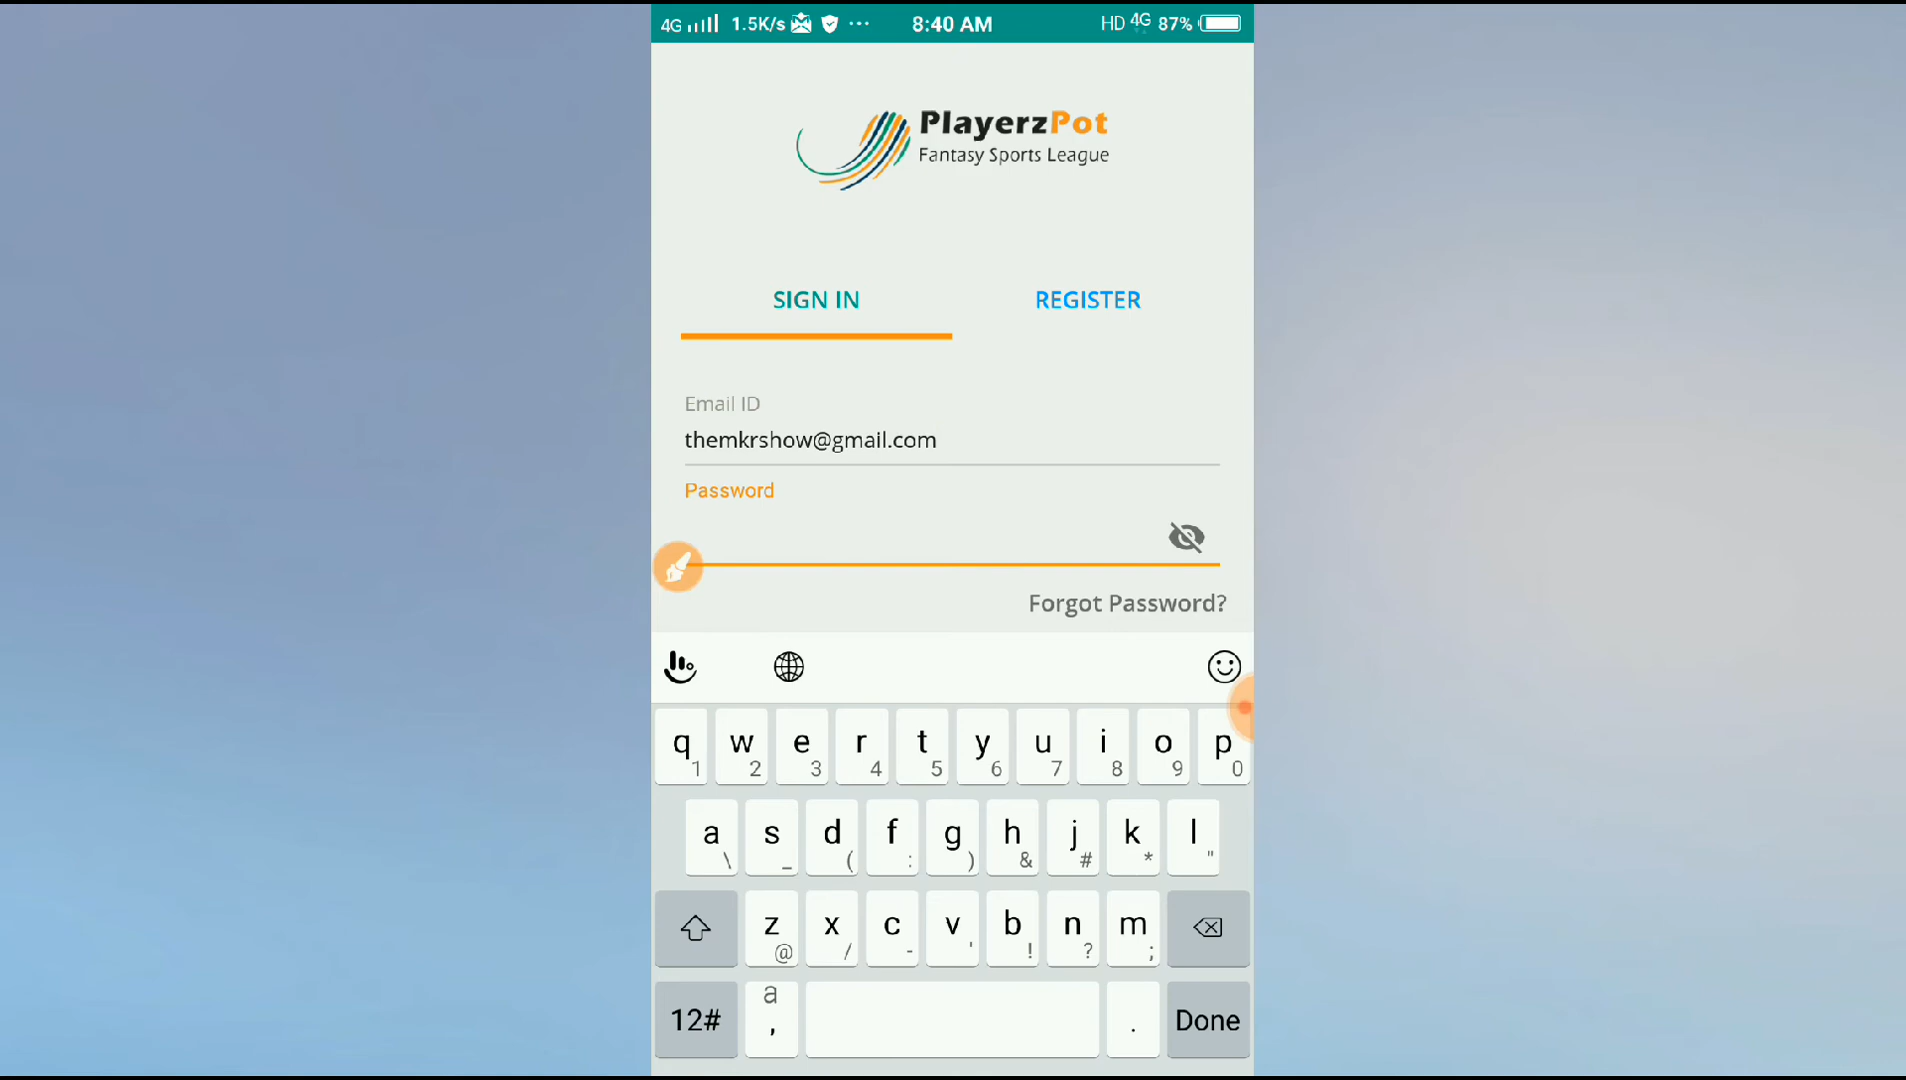 4G 1.5K/s ... 8:40 AM HD 4G 87%
PlayerzPot
Fantasy Sports League
SIGN IN REGISTER
Email ID
themkrshow@gmail.com
Password
Forgot Password?
q w e r t y u i o p
1 2 3 4 5 6 7 8 9 0
a s d f g h j k l
\ _ ( : ) & # * "
z x c v b n m
@ / - ' ! ? ;
12# a , . Done